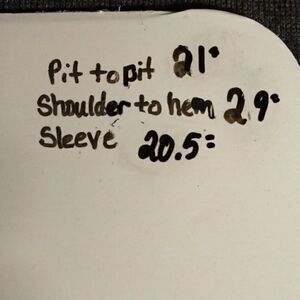 Pit to pit 21"
Shoulder to hem 29"
Sleeve 20.5"